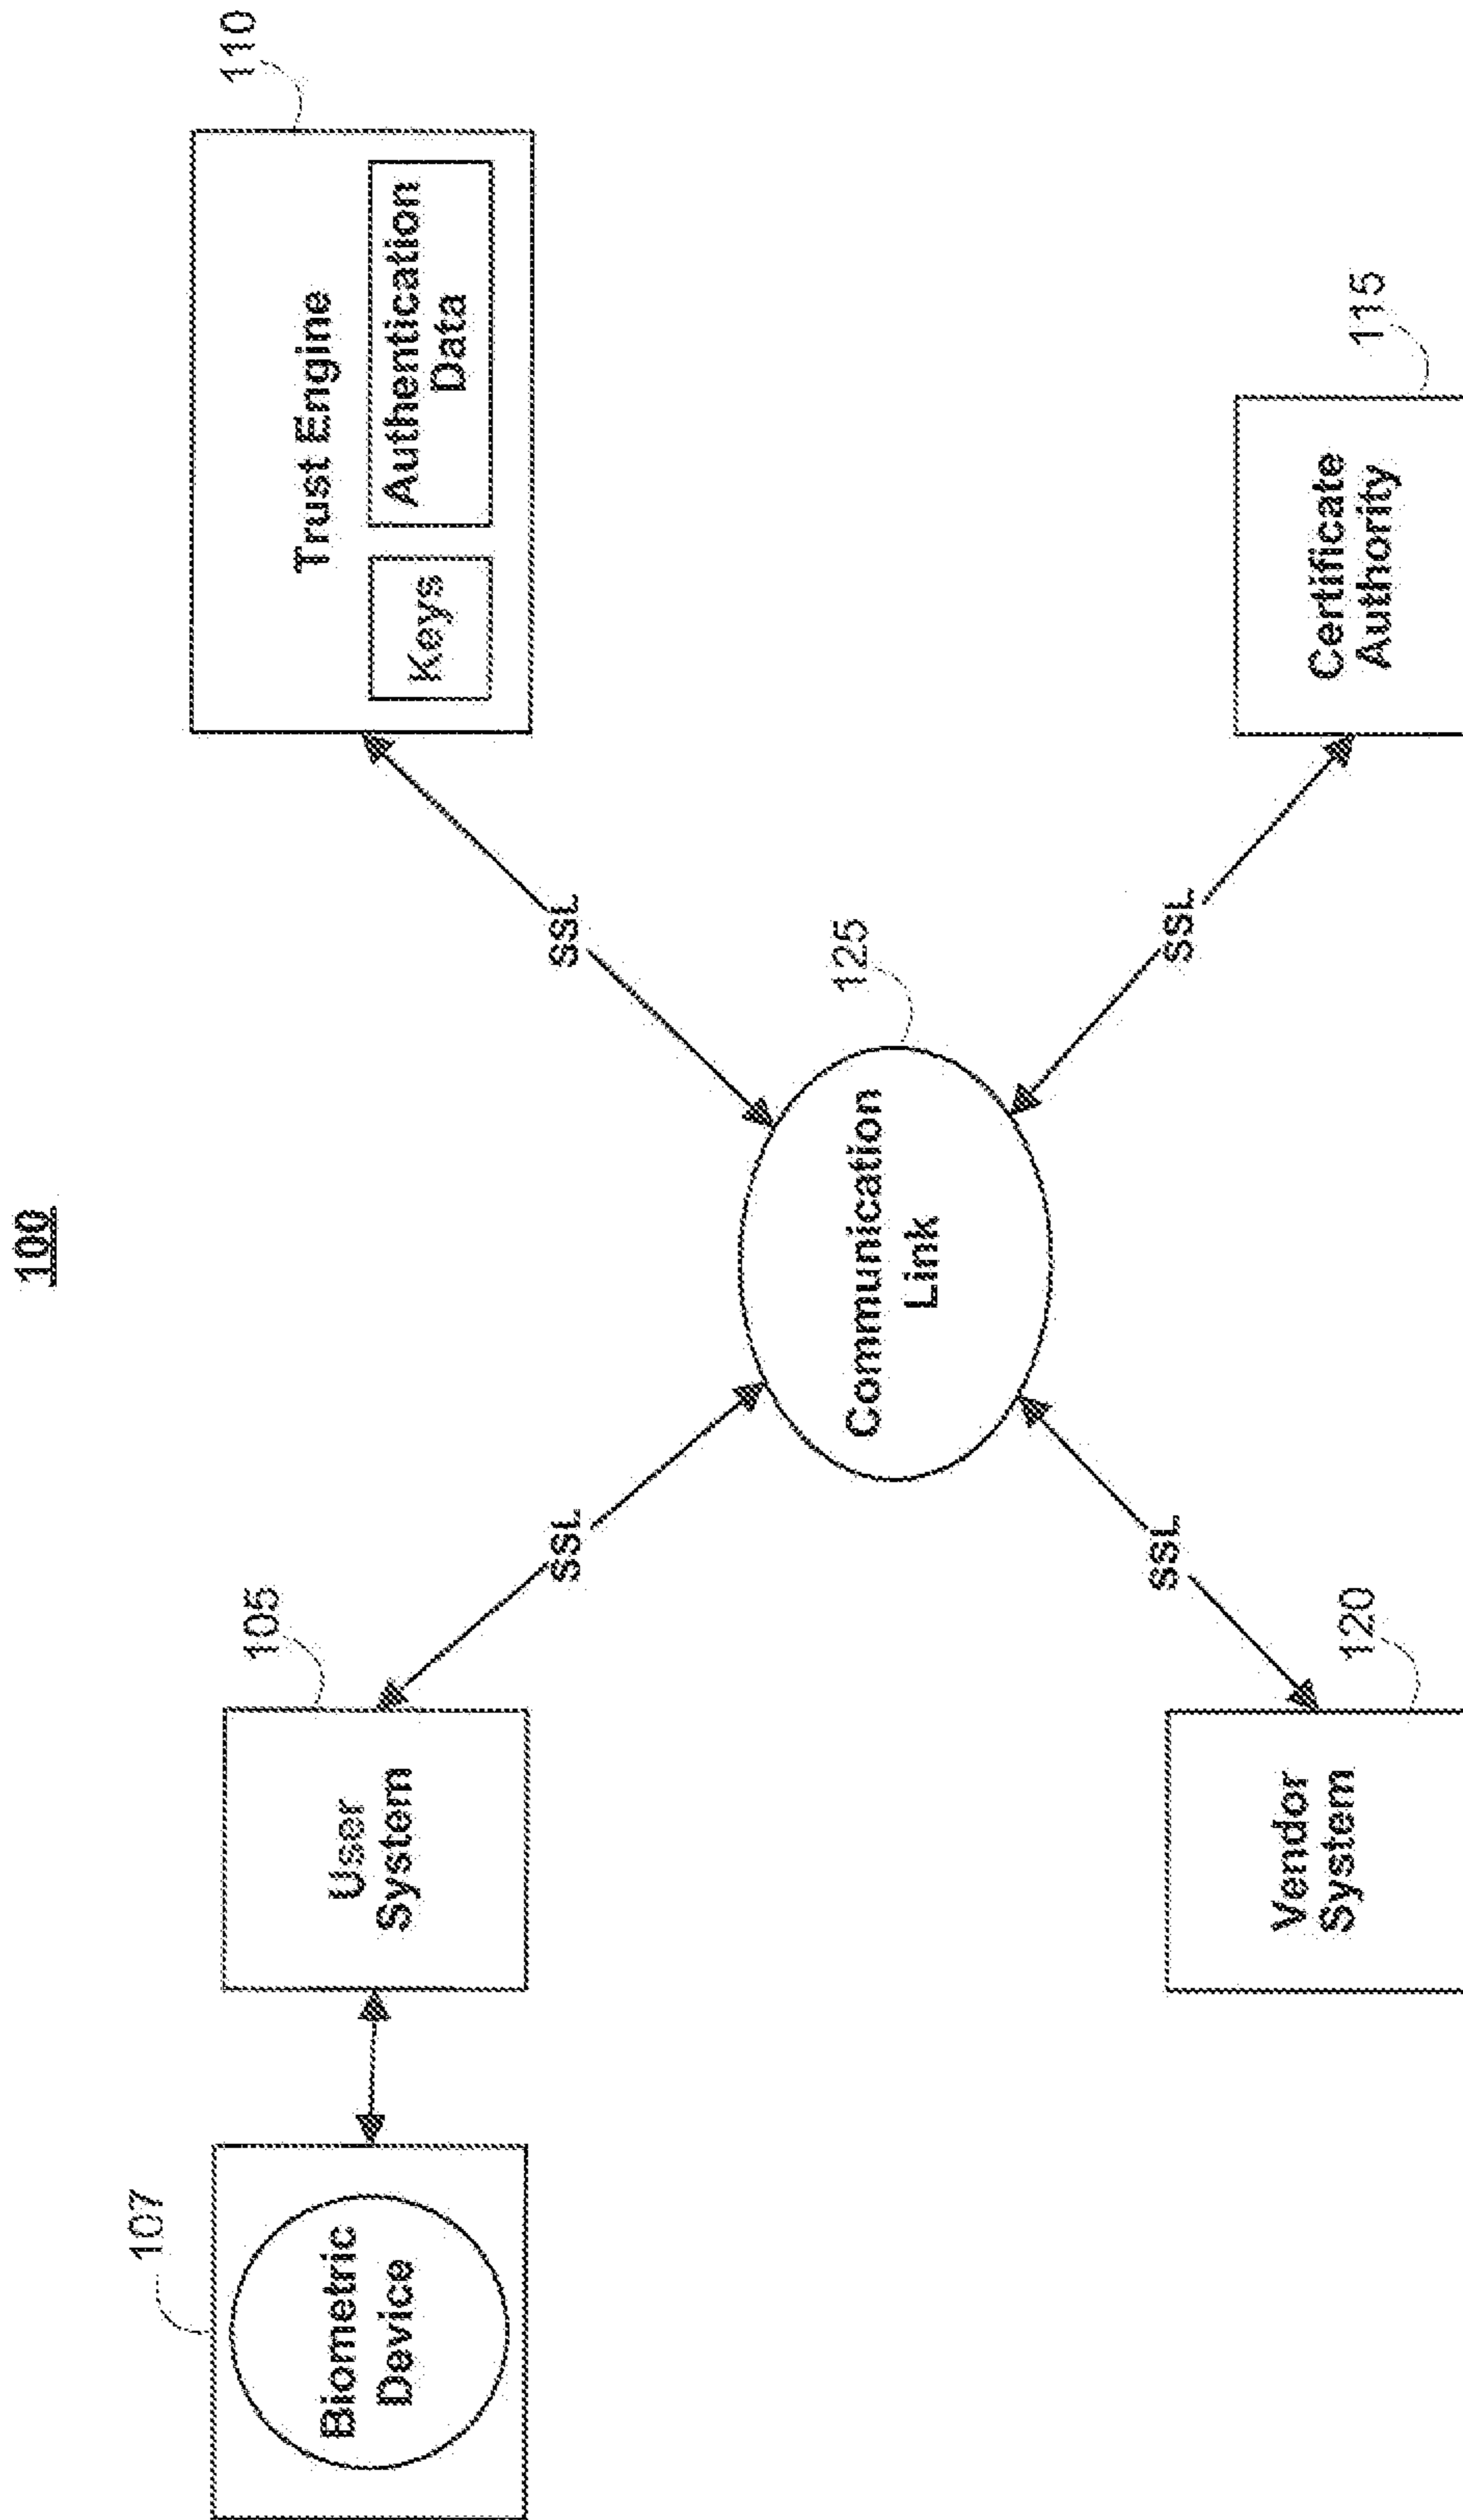 100
107
Biometric
Device
105
User
System
SSL
110
Trust Engine
Keys
Authentication
Data
SSL
125
Communication
Link
SSL
120
Vendor
System
SSL
115
Certificate
Authority